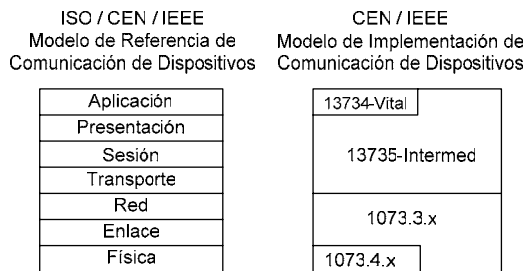 ISO / CEN / IEEE
Modelo de Referencia de
Comunicación de Dispositivos
Aplicación
Presentación
Sesión
Transporte
Red
Enlace
Física
CEN / IEEE
Modelo de Implementación de
Comunicación de Dispositivos
13734-Vital
13735-Intermed
1073.3.x
1073.4.x